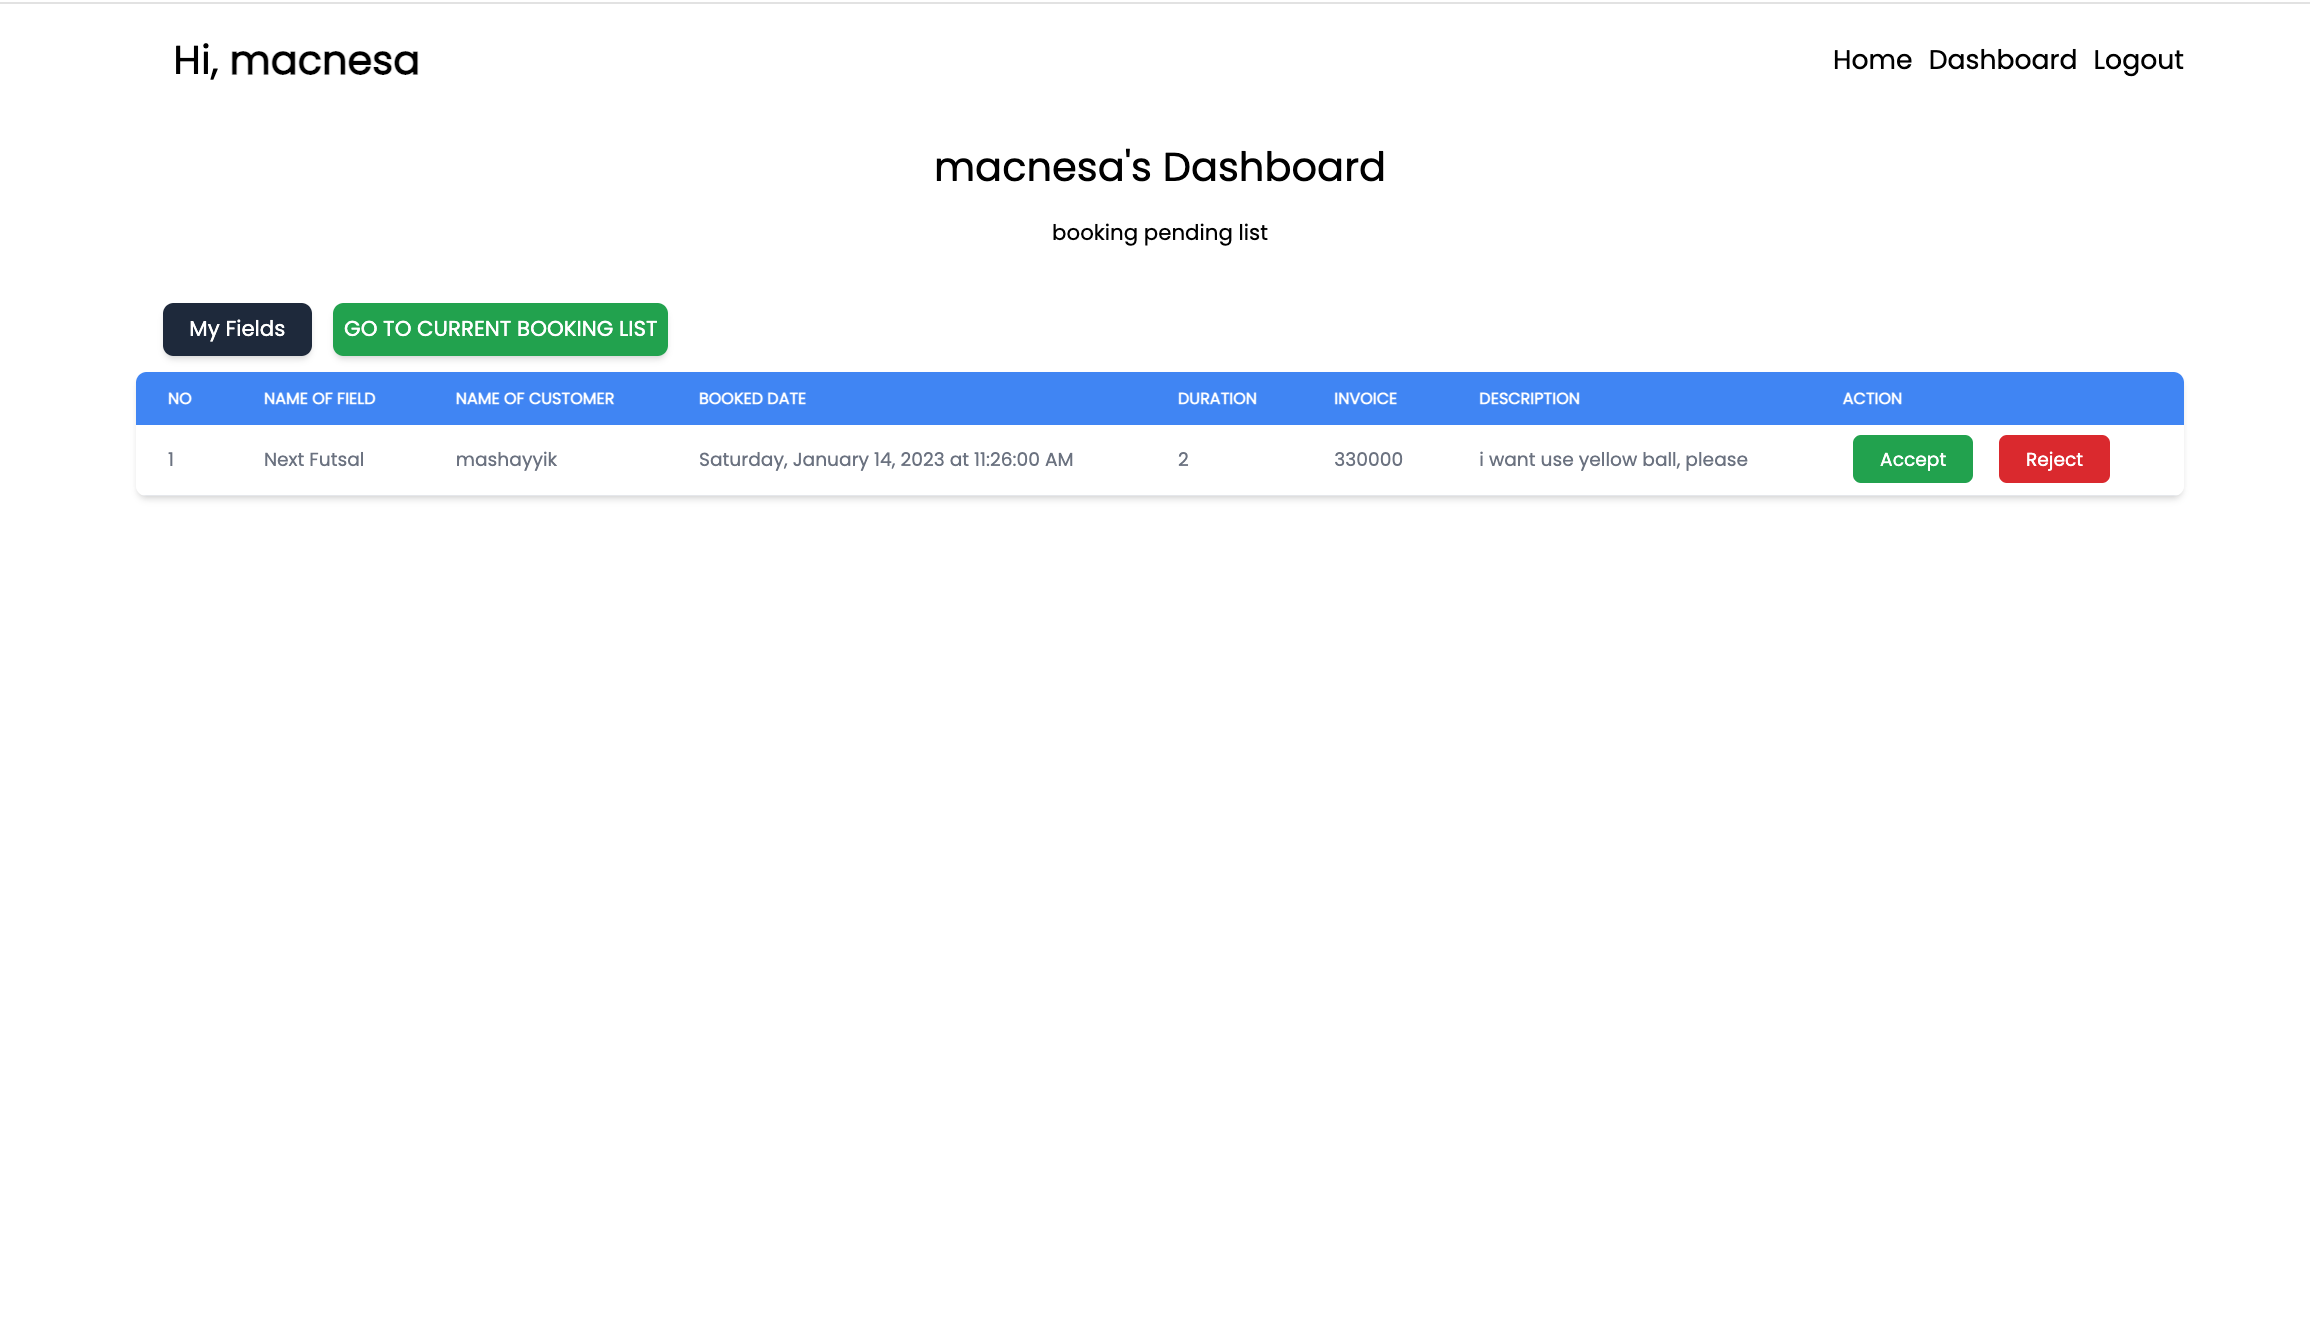 Hi, macnesa Home Dashboard Logout
macnesa's Dashboard
booking pending list
My Fields GO TO CURRENT BOOKING LIST
NO NAME OF FIELD NAME OF CUSTOMER BOOKED DATE DURATION INVOICE DESCRIPTION ACTION
1 Next Futsal mashayyik Saturday, January 14, 2023 at 11:26:00 AM 2 330000 i want use yellow ball, please Accept Reject